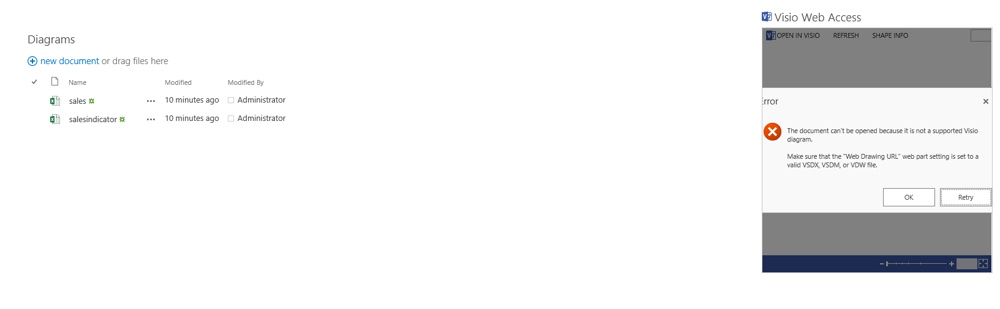 Visio Web Access
OPEN IN VISIO REFRESH SHAPE INFO
Diagrams
new document or drag files here
Name Modified Modified By
sales 10 minutes ago Administrator
salesindicator 10 minutes ago Administrator
Error
The document can't be opened because it is not a supported Visio
diagram.
Make sure that the "Web Drawing URL" web part setting is set to a
valid VSDX, VSDM, or VDW file.
OK Retry